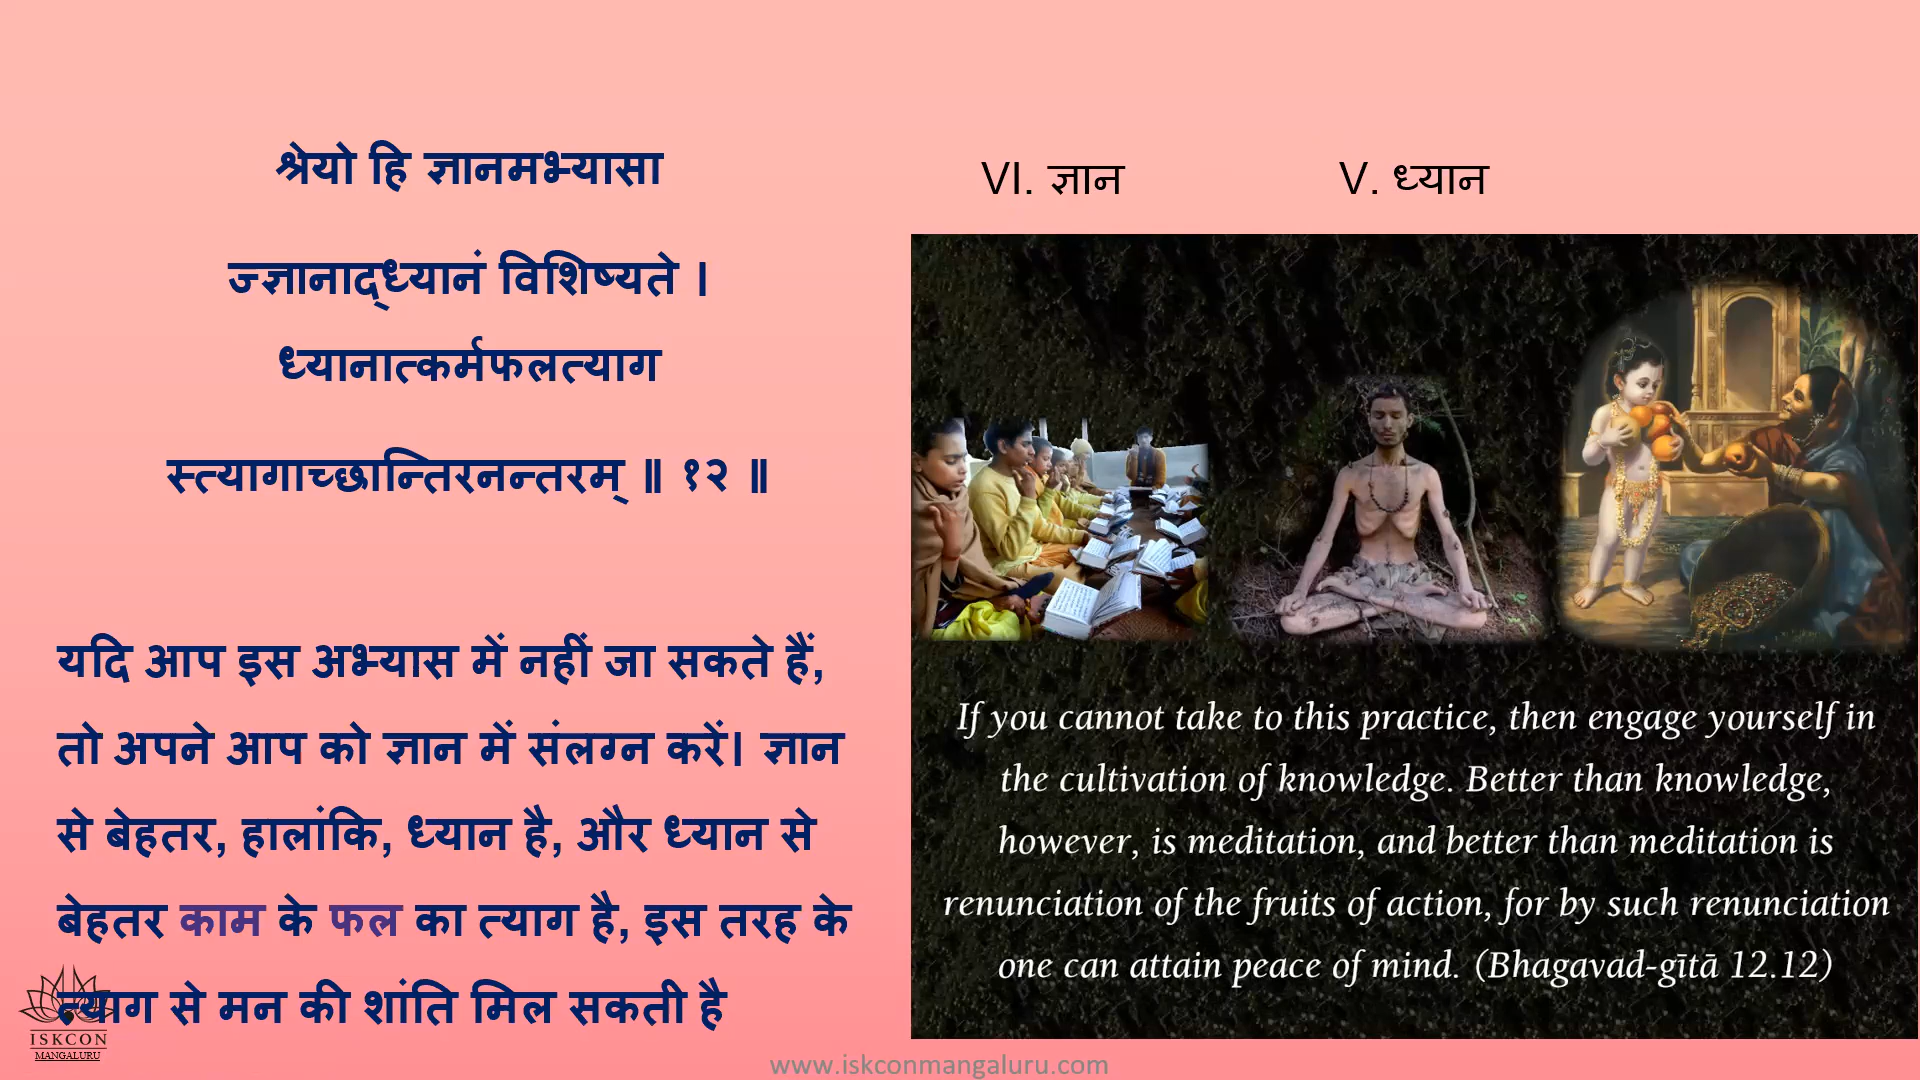 श्रेयो हि ज्ञानमभ्यासा
ज्ज्ञानाद्ध्यानं विशिष्यते ।
ध्यानात्कर्मफलत्याग
स्त्यागाच्छान्तिरनन्तरम् ॥ १२ ॥
यदि आप इस अभ्यास में नहीं जा सकते हैं,
तो अपने आप को ज्ञान में संलग्न करें। ज्ञान
से बेहतर, हालांकि, ध्यान है, और ध्यान से
बेहतर काम के फल का त्याग है, इस तरह के
त्याग से मन की शांति मिल सकती है
VI. ज्ञान
V. ध्यान
If you cannot take to this practice, then engage yourself in
the cultivation of knowledge. Better than knowledge,
however, is meditation, and better than meditation is
renunciation of the fruits of action, for by such renunciation
one can attain peace of mind. (Bhagavad-gītā 12.12)
ISKCON
MANGALURU
www.iskconmangaluru.com